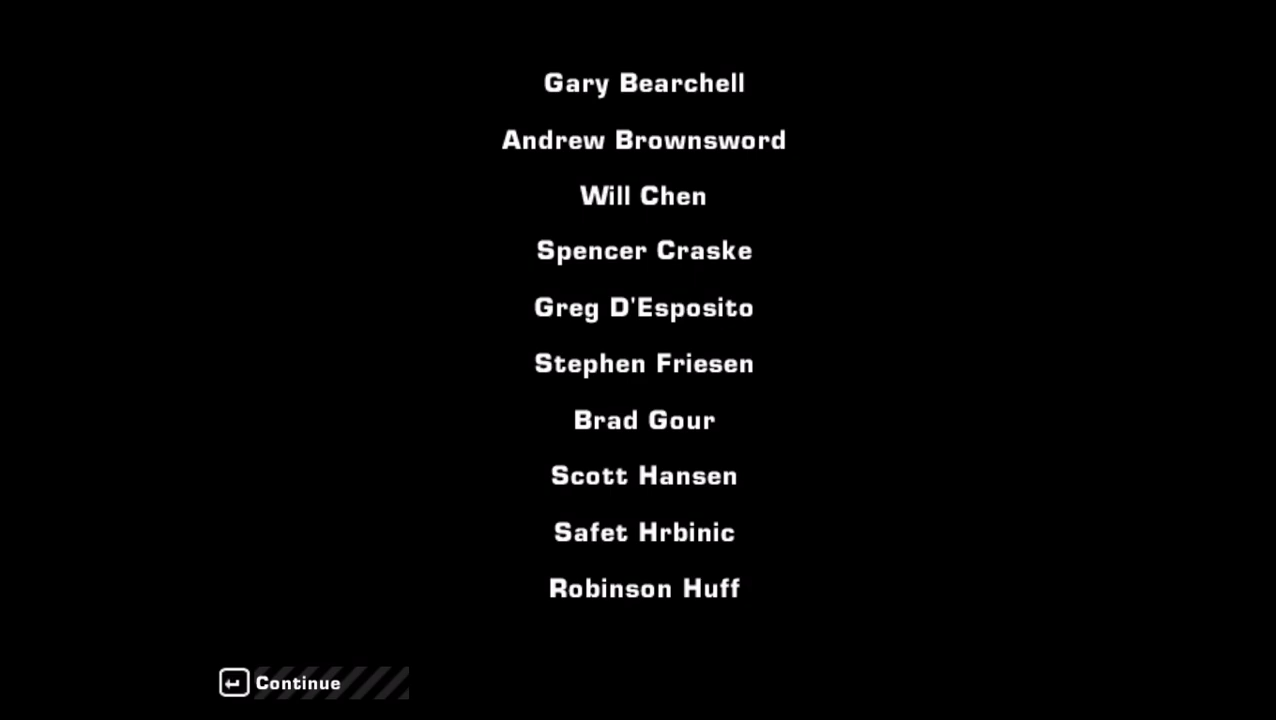 Gary Bearchell
Andrew Brownsword
Will Chen
Spencer Craske
Greg D'Esposito
Stephen Friesen
Brad Gour
Scott Hansen
Safet Hrbinic
Robinson Huff
Continue